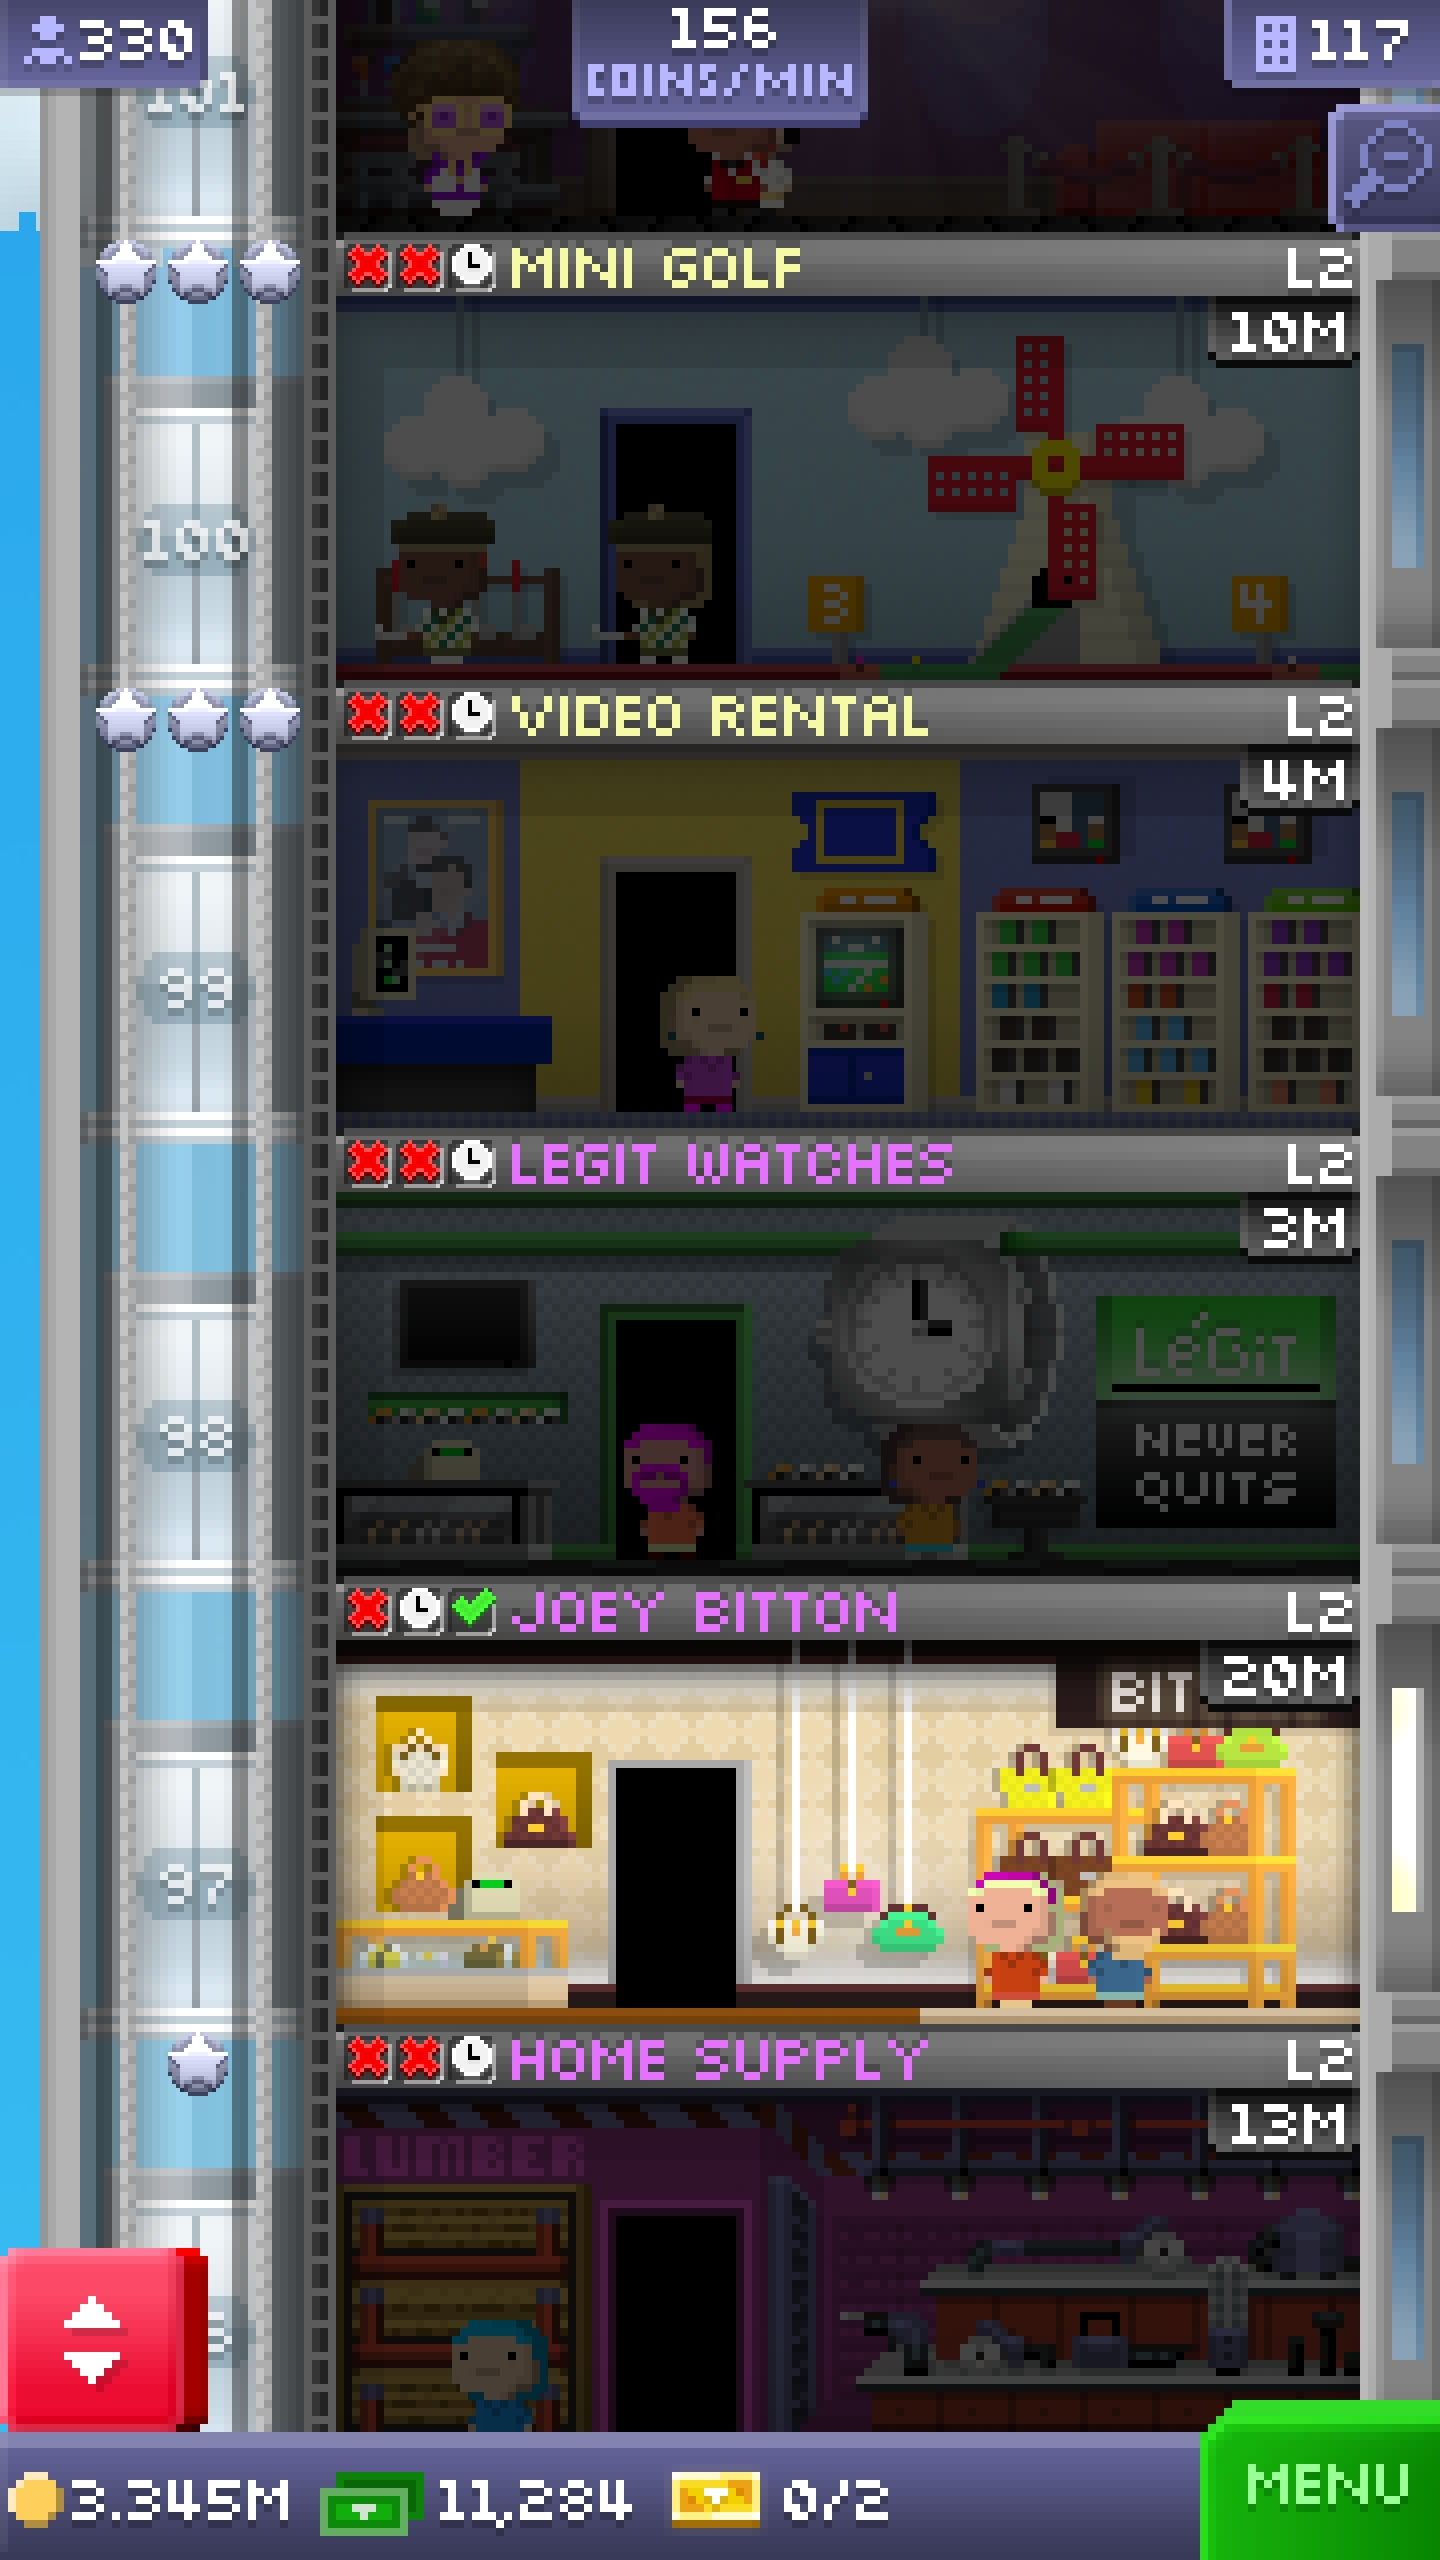 330
156
COINS/MIN
117
101
MINI GOLF
L2
10M
100
3
4
VIDEO RENTAL
L2
4M
99
LEGIT WATCHES
L2
3M
LéGiT
NEVER
QUITS
98
JOEY BITTON
L2
20M
BIT
97
HOME SUPPLY
L2
13M
LUMBER
3.345M
11,284
0/2
MENU